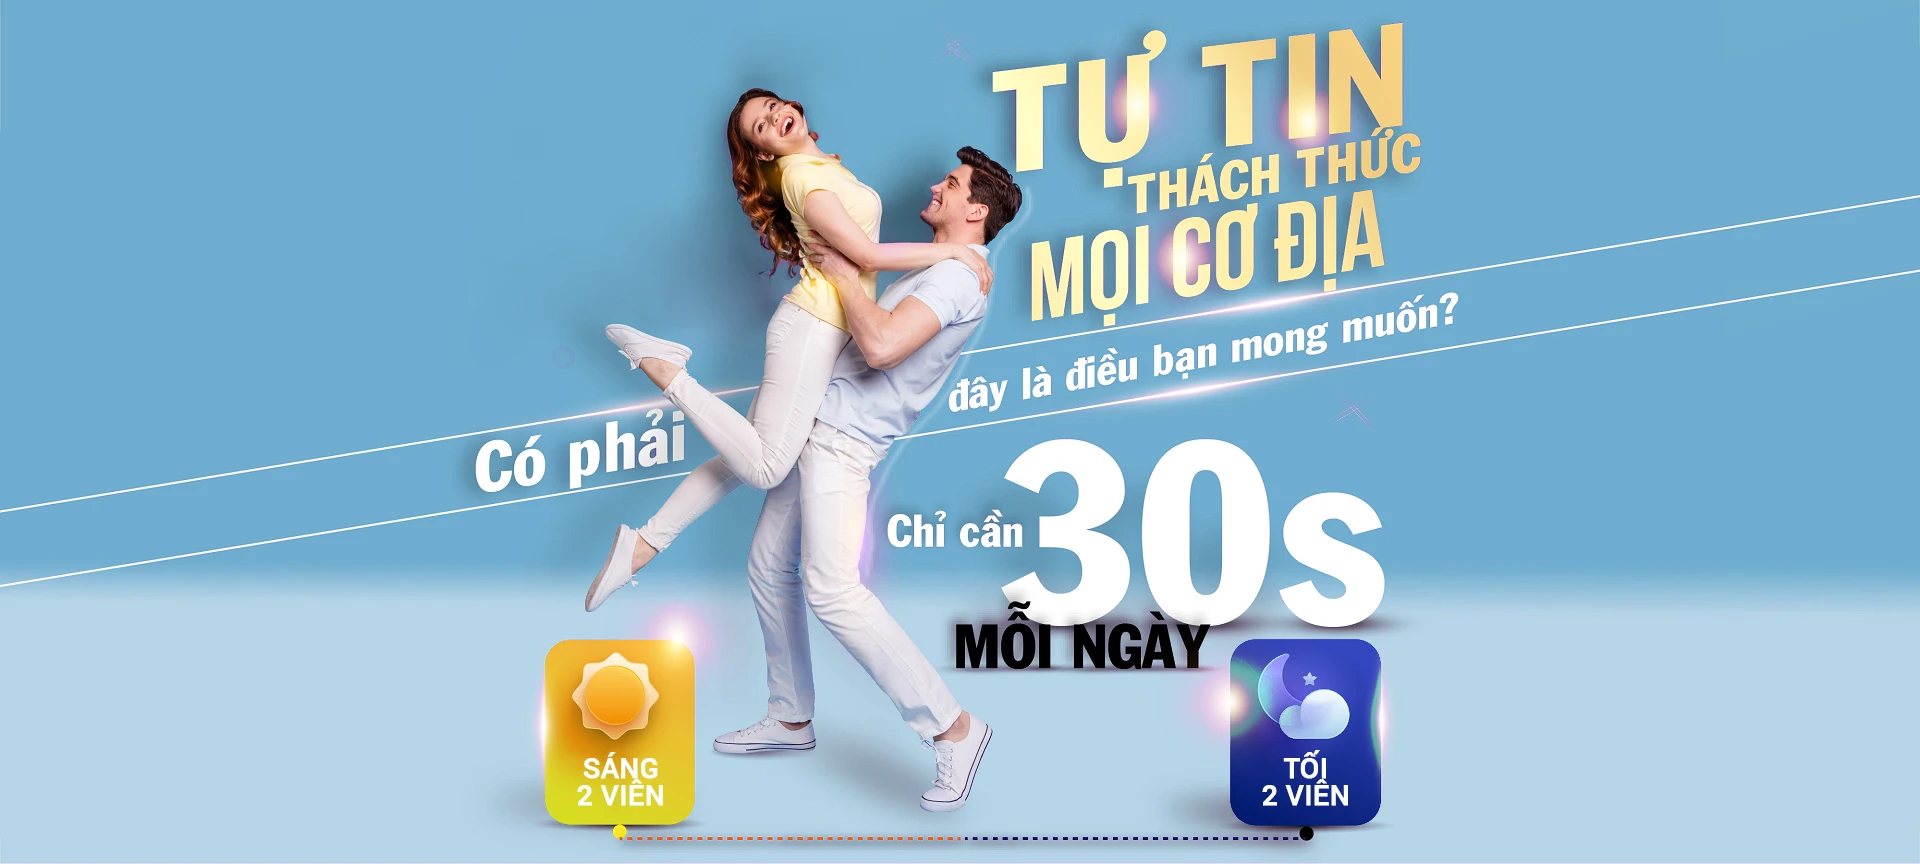 TỰ TIN
THÁCH THỨC
MỌI CƠ ĐỊA
Có phải
đây là điều bạn mong muốn?
Chỉ cần 30s
MỖI NGÀY
SÁNG
2 VIÊN
TỐI
2 VIÊN